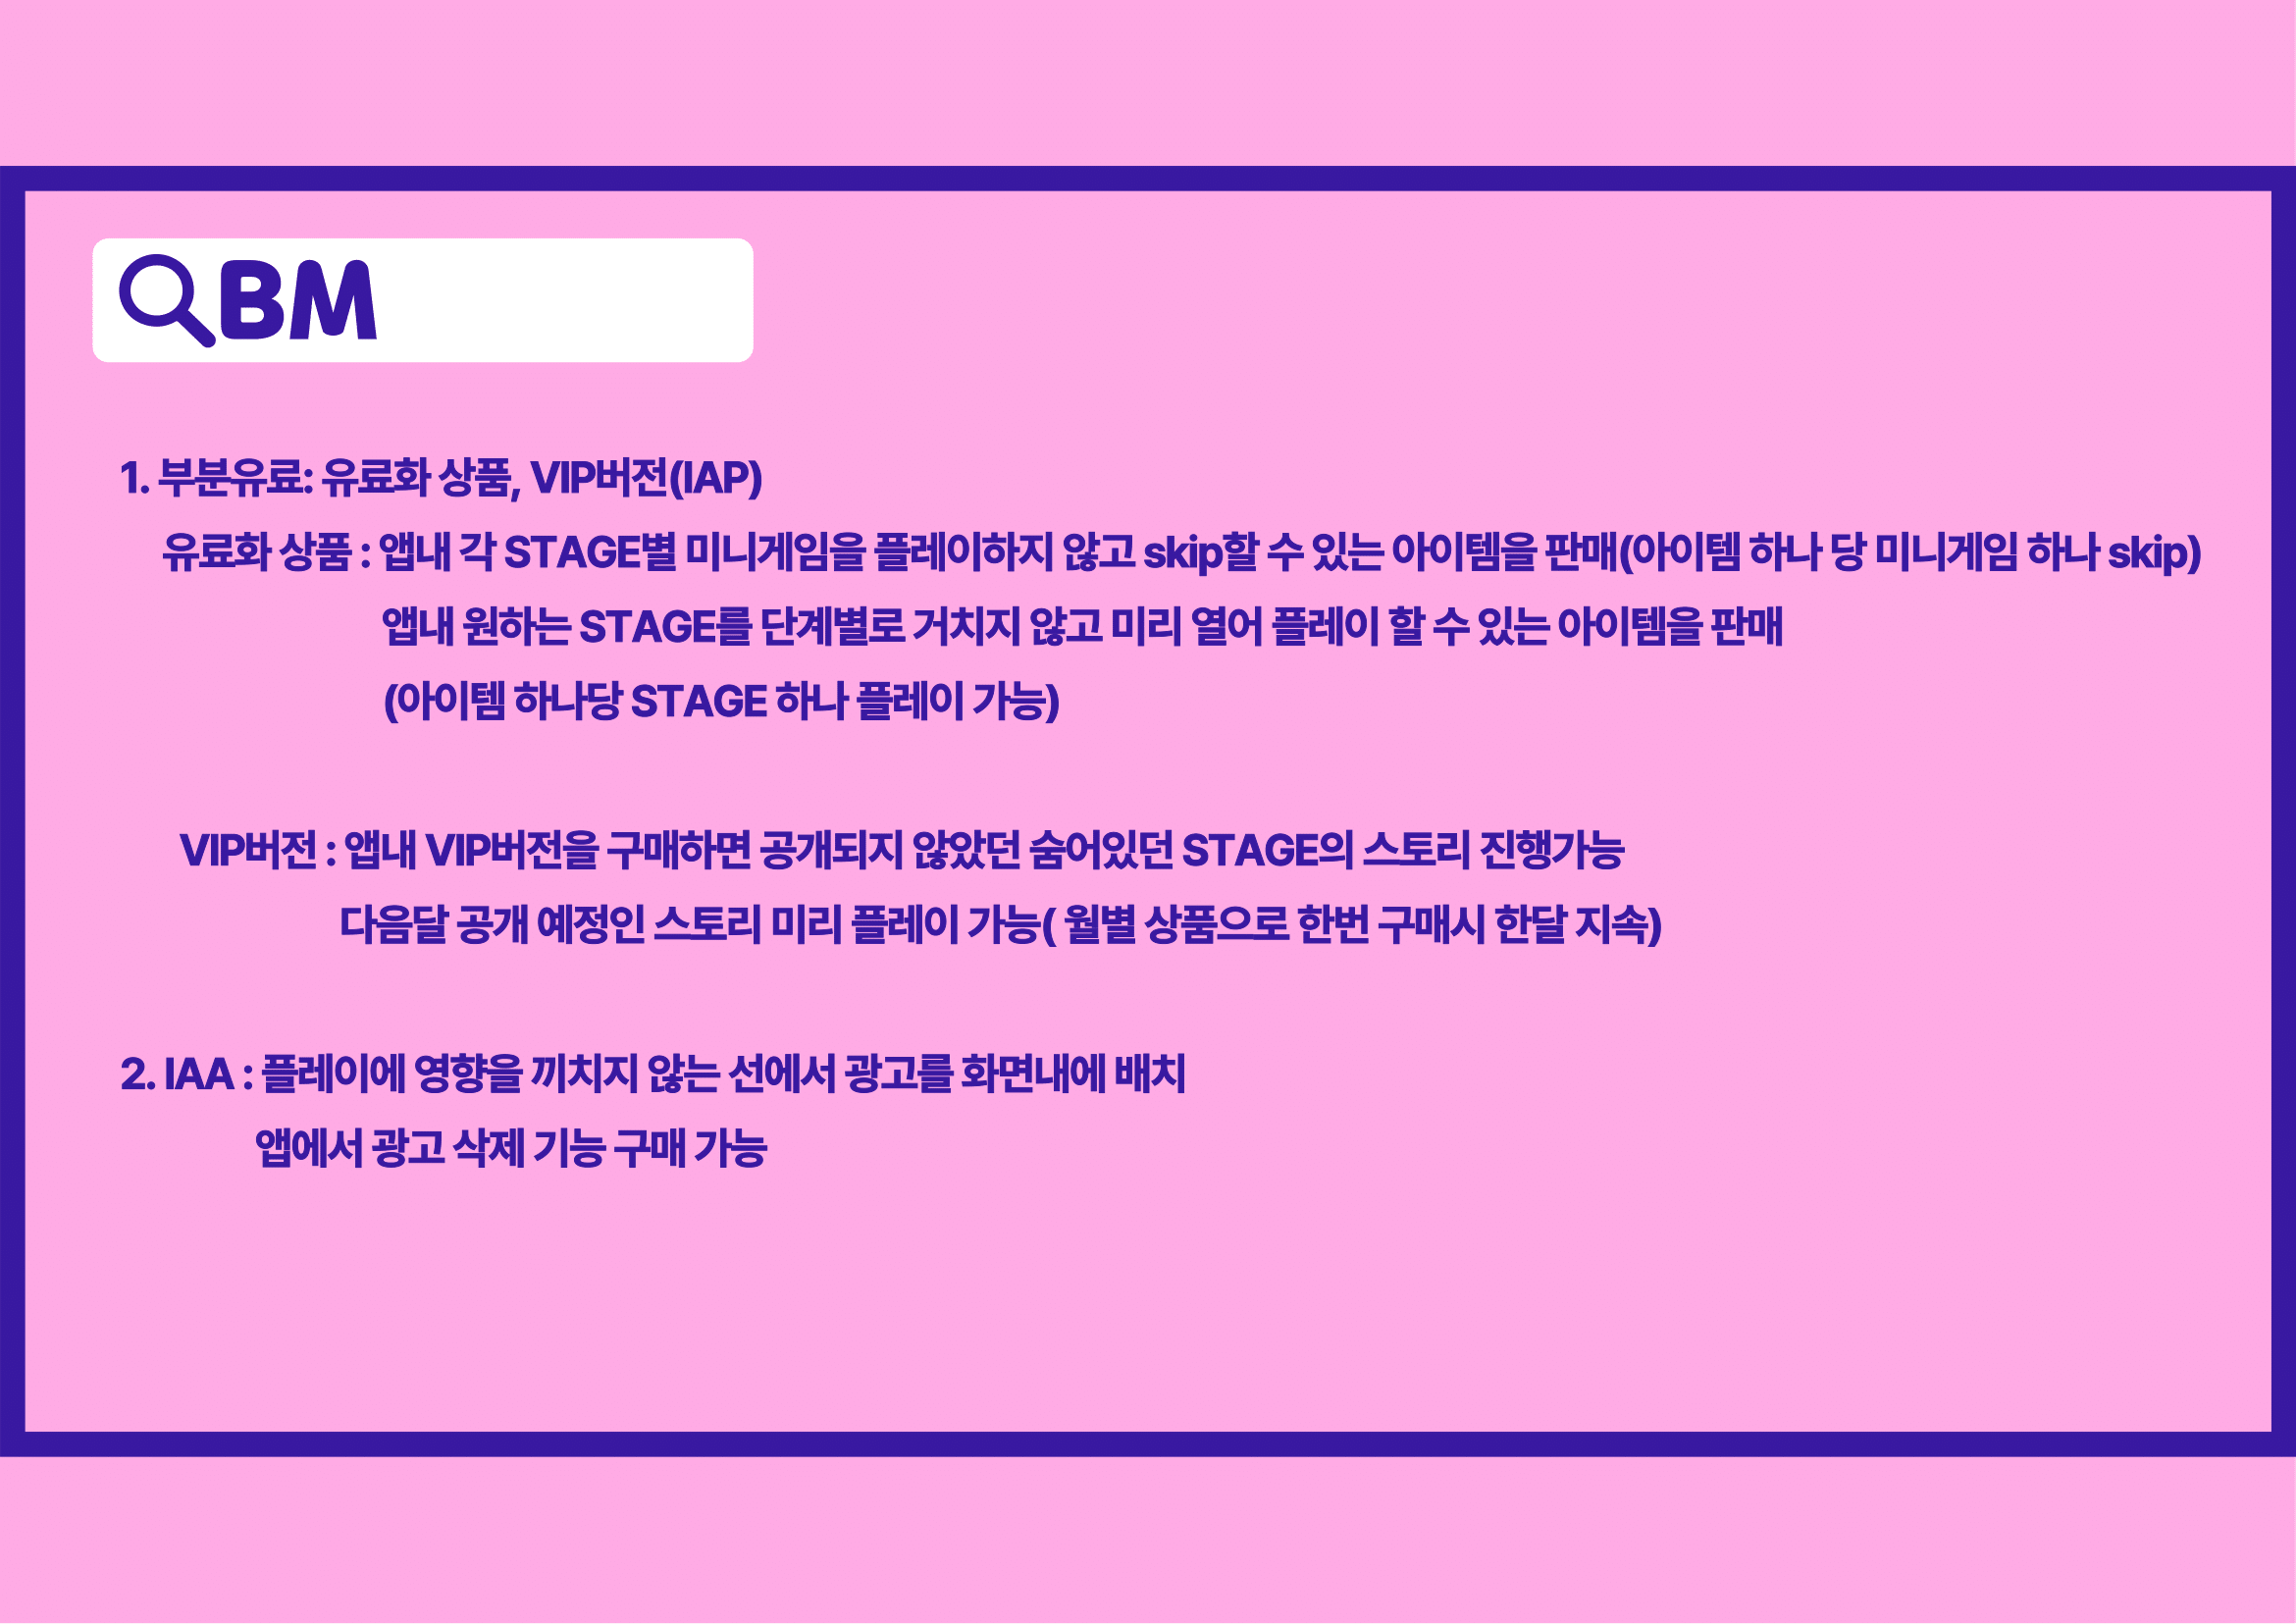 BM
1. 부분유료: 유료화 상품, VIP버전(IAP)
유료화 상품 : 앱내 각 STAGE별 미니게임을 플레이하지 않고 skip할 수 있는 아이템을 판매(아이템 하나 당 미니게임 하나 skip)
앱내 원하는 STAGE를 단계별로 거치지 않고 미리 열어 플레이 할 수 있는 아이템을 판매
(아이템 하나당 STAGE 하나 플레이 가능)
VIP버전 : 앱내 VIP버전을 구매하면 공개되지 않았던 숨어있던 STAGE의 스토리 진행가능
다음달 공개 예정인 스토리 미리 플레이 가능( 월별 상품으로 한번 구매시 한달 지속)
2. IAA : 플레이에 영향을 끼치지 않는 선에서 광고를 화면내에 배치
앱에서 광고 삭제 기능 구매 가능